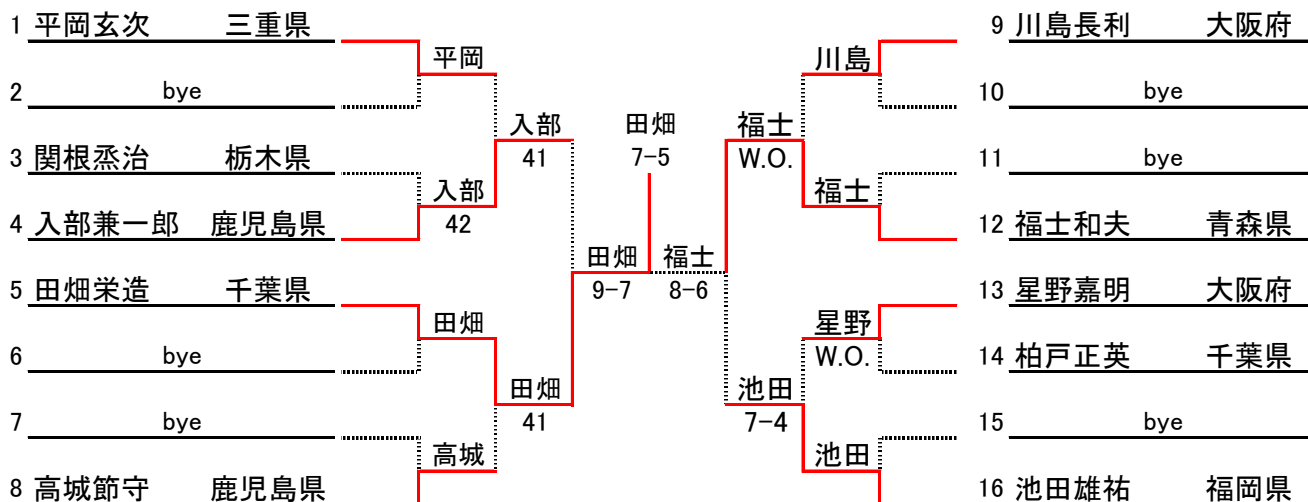 1 平岡玄次 三重県
平岡
2 bye
入部
41
3 関根烝治 栃木県
入部
42
4 入部兼一郎 鹿児島県
田畑
9-7
5 田畑栄造 千葉県
田畑
6 bye
田畑
41
7 bye
高城
8 高城節守 鹿児島県
田畑
7-5
9 川島長利 大阪府
川島
10 bye
福士
W.O.
11 bye
福士
12 福士和夫 青森県
福士
8-6
13 星野嘉明 大阪府
星野
W.O.
14 柏戸正英 千葉県
池田
7-4
15 bye
池田
16 池田雄祐 福岡県